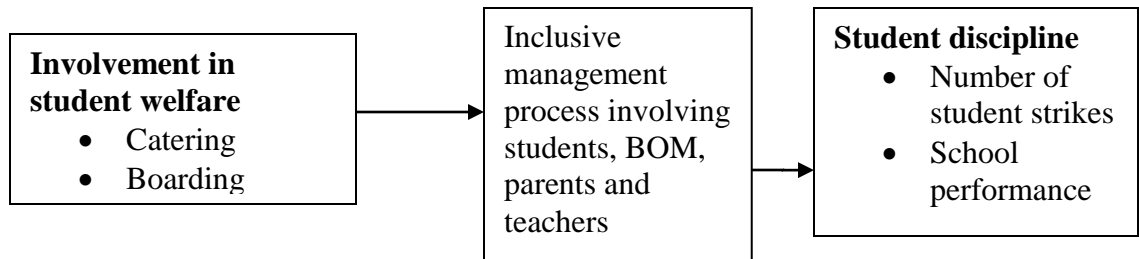 Involvement in
student welfare
• Catering
• Boarding
Inclusive
management
process involving
students, BOM,
parents and
teachers
Student discipline
• Number of
student strikes
• School
performance